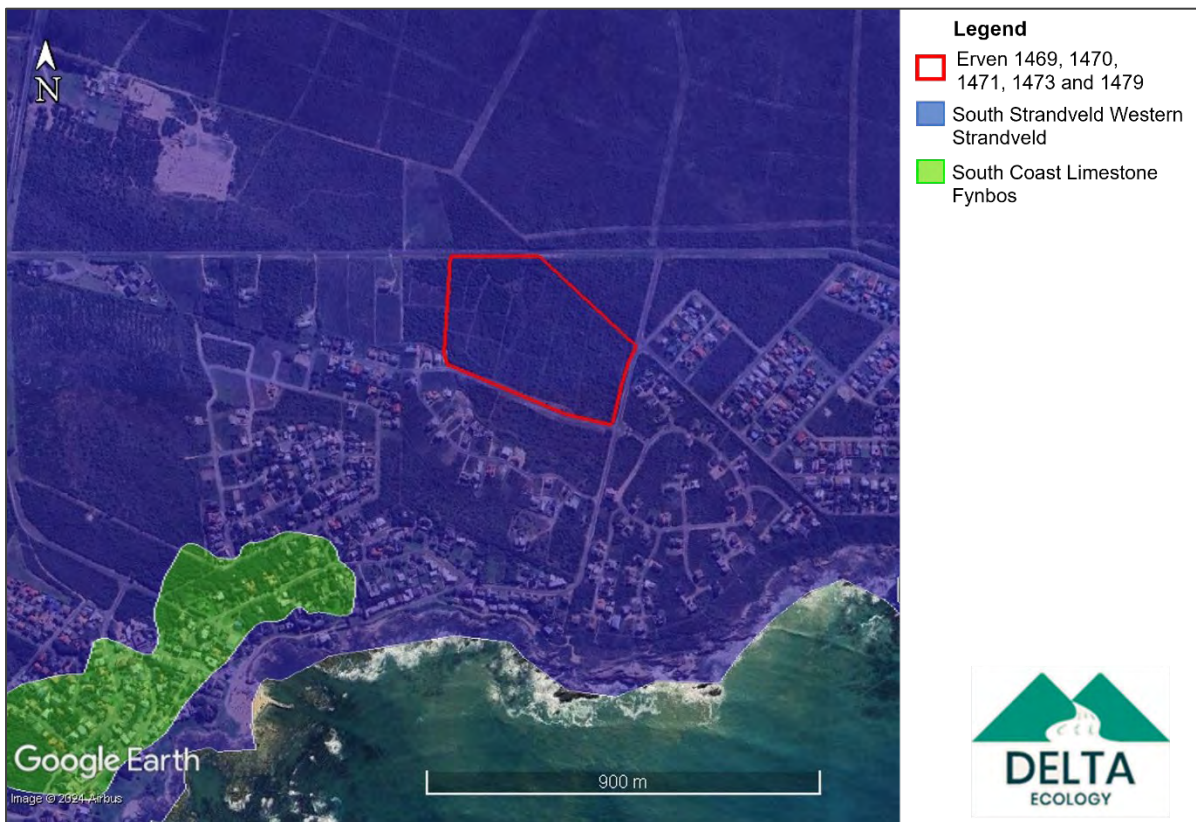 N
Legend
Erven 1469, 1470,
1471, 1473 and 1479
South Strandveld Western
Strandveld
South Coast Limestone
Fynbos
Google Earth
Image © 2024 Airbus
900 m
DELTA
ECOLOGY